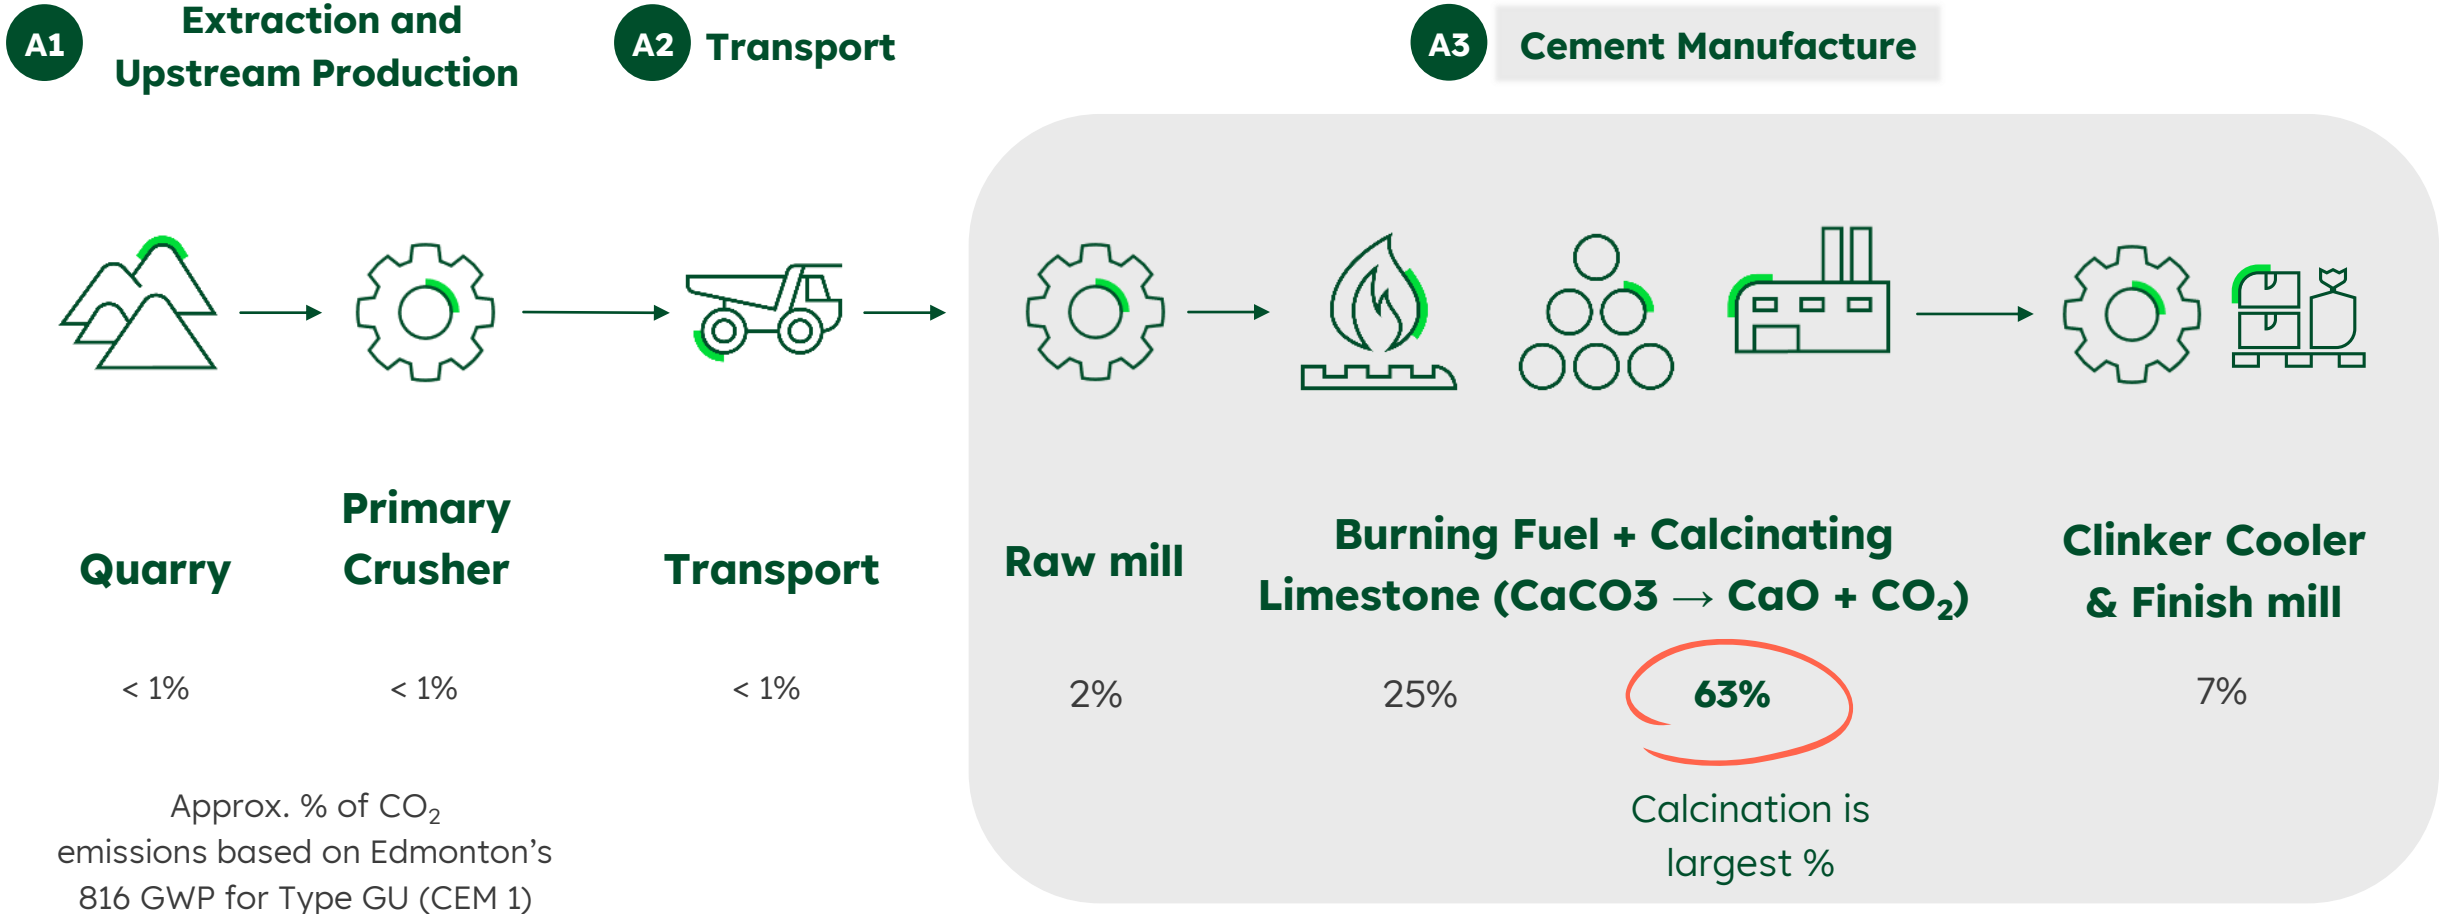 A1
Extraction and
Upstream Production
A2
Transport
A3
Cement Manufacture
Quarry
Primary
Crusher
Transport
Raw mill
Burning Fuel + Calcinating
Limestone (CaCO3 → CaO + CO₂)
Clinker Cooler
& Finish mill
< 1%
< 1%
< 1%
2%
25%
63%
7%
Approx. % of CO₂
emissions based on Edmonton’s
816 GWP for Type GU (CEM 1)
Calcination is
largest %